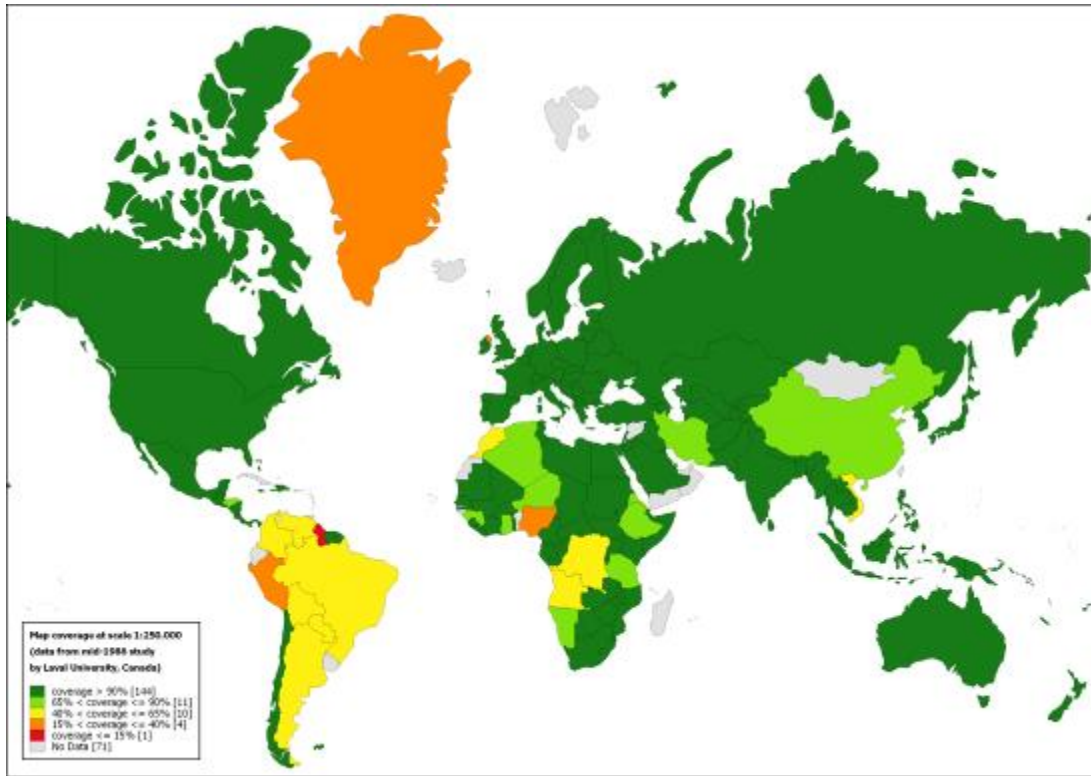 Map coverage at scale 1:250.000
(data from mid-1986 study
by Laval University, Canada)
coverage > 90% [144]
65% < coverage <= 90% [11]
40% < coverage <= 65% [10]
15% < coverage <= 40% [4]
coverage <= 15% [1]
No Data [71]